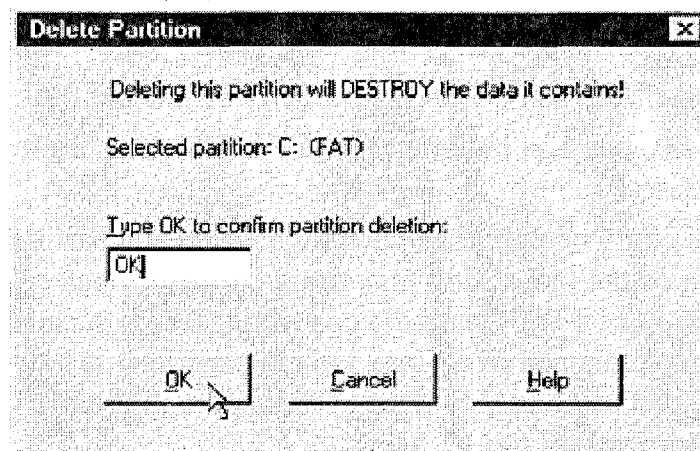 Delete Partition
Deleting this partition will DESTROY the data it contains!
Selected partition: C: (FAT)
Type OK to confirm partition deletion:
OK
OK Cancel Help